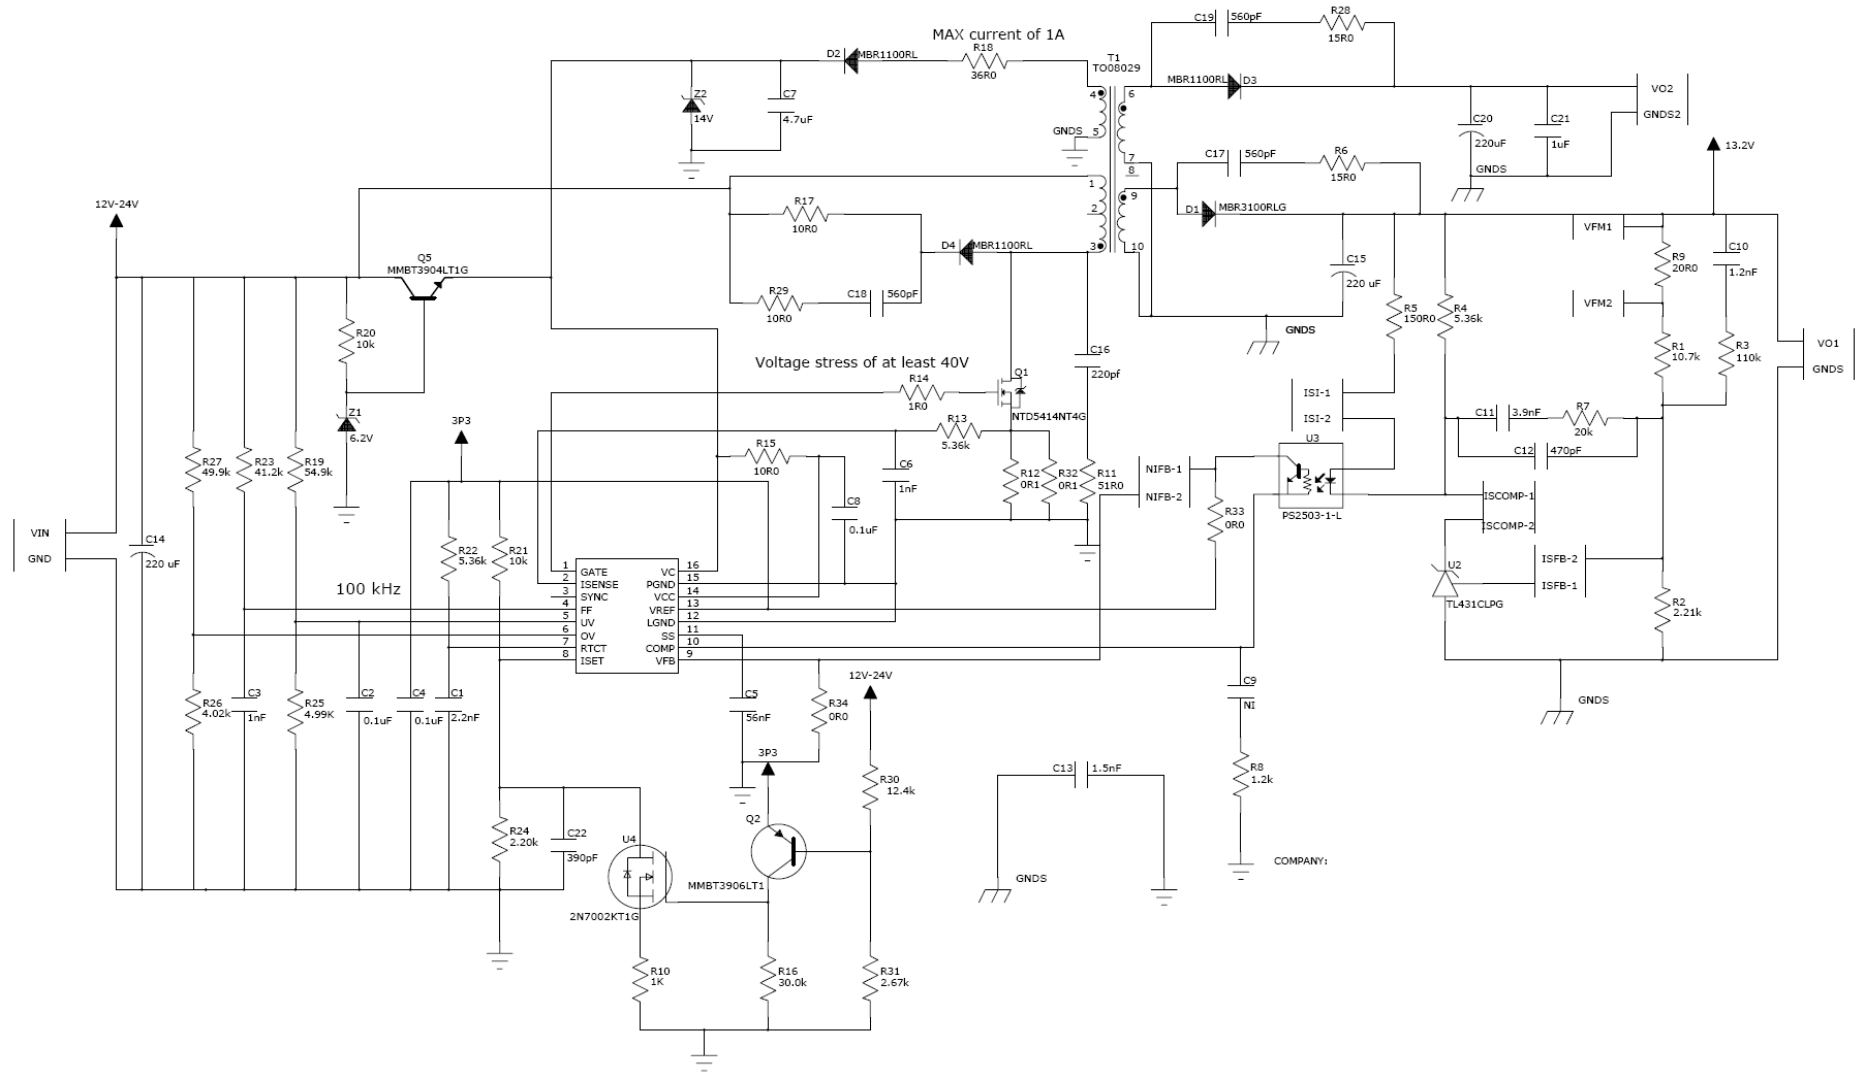 C19
560pF
R28
15R0
MAX current of 1A
R18
36R0
D2
MBR1100RL
T1
TO08029
MBR1100RL
D3
VO2
GNDS2
Z2
14V
C7
4.7uF
4
5
6
7
8
GNDS
C20
220uF
C21
1uF
GNDS
C17
560pF
R6
15R0
13.2V
12V-24V
1
2
3
9
10
R17
10R0
D4
MBR1100RL
D1
MBR3100RLG
VFM1
R9
20R0
C10
1.2nF
Q5
MMBT3904LT1G
C15
220 uF
R29
10R0
C18
560pF
VFM2
R5
150R0
R4
5.36k
GNDS
R20
10k
C16
220pf
R1
10.7k
R3
110k
VO1
GNDS
Voltage stress of at least 40V
R14
1R0
Q1
NTD5414NT4G
ISI-1
ISI-2
Z1
6.2V
3P3
R13
5.36k
C11
3.9nF
R7
20k
C12
470pF
U3
PS2503-1-L
R27
49.9k
R23
41.2k
R19
54.9k
R15
10R0
C6
1nF
R12
0R1
R32
0R1
R11
51R0
NIFB-1
NIFB-2
R33
0R0
ISCOMP-1
ISCOMP-2
C8
0.1uF
VIN
GND
C14
220 uF
R22
5.36k
R21
10k
U2
TL431CLPG
ISFB-2
ISFB-1
100 kHz
1 GATE VC 16
2 ISENSE PGND 15
3 SYNC VCC 14
4 FF VREF 13
5 UV LGND 12
6 OV SS 11
7 RTCT COMP 10
8 ISET VFB 9
R2
2.21k
R26
4.02k
C3
1nF
R25
4.99K
C2
0.1uF
C4
0.1uF
C1
2.2nF
C5
56nF
R34
0R0
12V-24V
C9
NI
GNDS
3P3
R30
12.4k
C13
1.5nF
R8
1.2k
R24
2.20k
C22
390pF
U4
2N7002KT1G
Q2
MMBT3906LT1
GNDS
COMPANY:
R10
1K
R16
30.0k
R31
2.67k